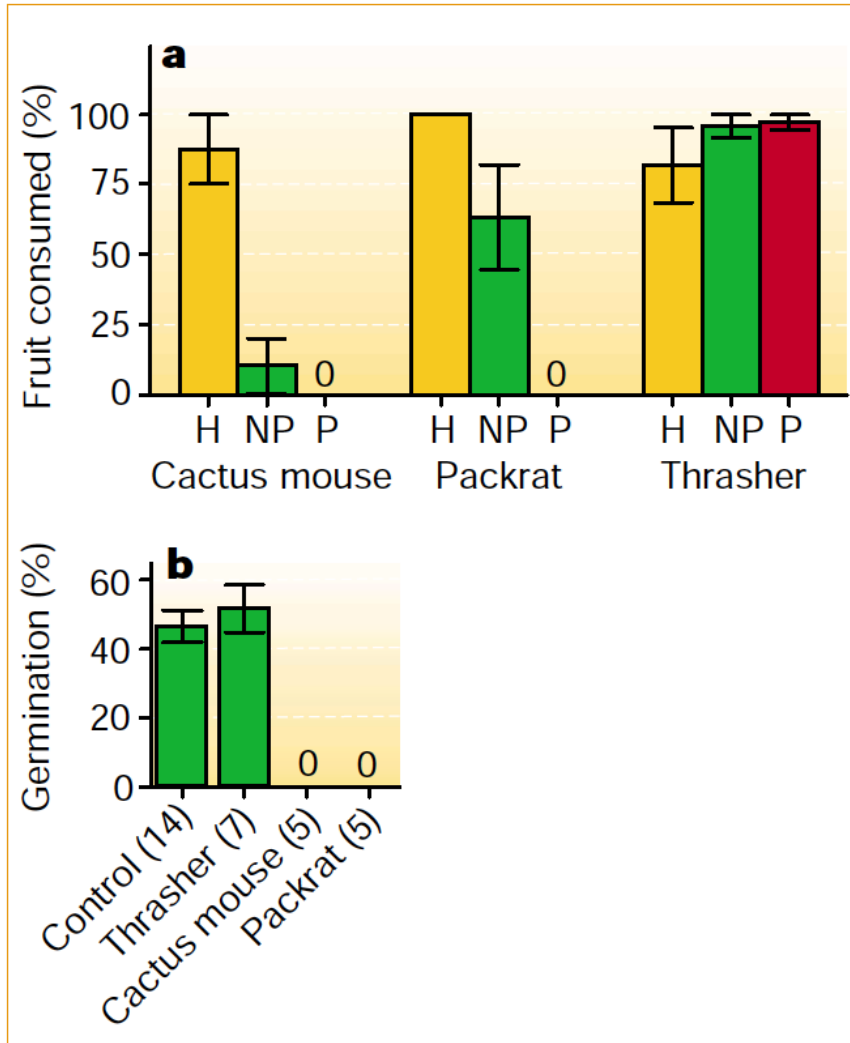 a
Fruit consumed (%)
100
75
50
25
0
0
0
H NP P H NP P H NP P
Cactus mouse Packrat Thrasher
b
Germination (%)
60
40
20
0
0
0
Control (14)
Thrasher (7)
Cactus mouse (5)
Packrat (5)